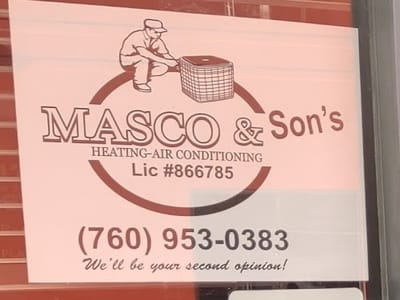 MASCO & Son's
HEATING-AIR CONDITIONING
Lic #866785
(760) 953-0383
We'll be your second opinion!